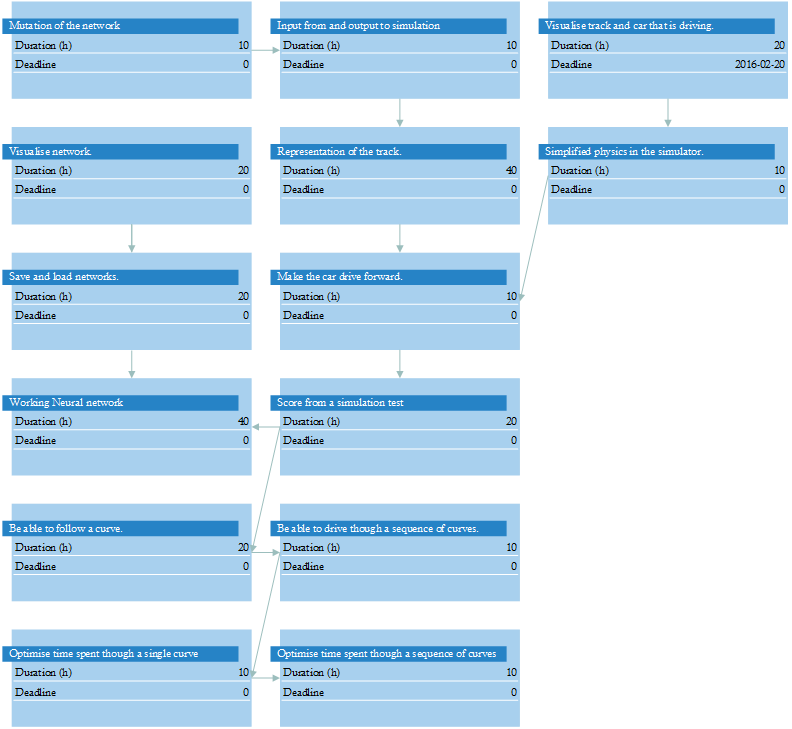 Mutation of the network
Duration (h) 10
Deadline 0
Input from and output to simulation
Duration (h) 10
Deadline 0
Visualise track and car that is driving.
Duration (h) 20
Deadline 2016-02-20
Visualise network
Duration (h) 20
Deadline 0
Representation of the track.
Duration (h) 40
Deadline 0
Simplified physics in the simulator.
Duration (h) 10
Deadline 0
Save and load networks.
Duration (h) 20
Deadline 0
Make the car drive forward.
Duration (h) 10
Deadline 0
Working Neural network
Duration (h) 40
Deadline 0
Score from a simulation test
Duration (h) 20
Deadline 0
Be able to follow a curve.
Duration (h) 20
Deadline 0
Be able to drive though a sequence of curves.
Duration (h) 10
Deadline 0
Optimise time spent though a single curve
Duration (h) 10
Deadline 0
Optimise time spent though a sequence of curves
Duration (h) 10
Deadline 0